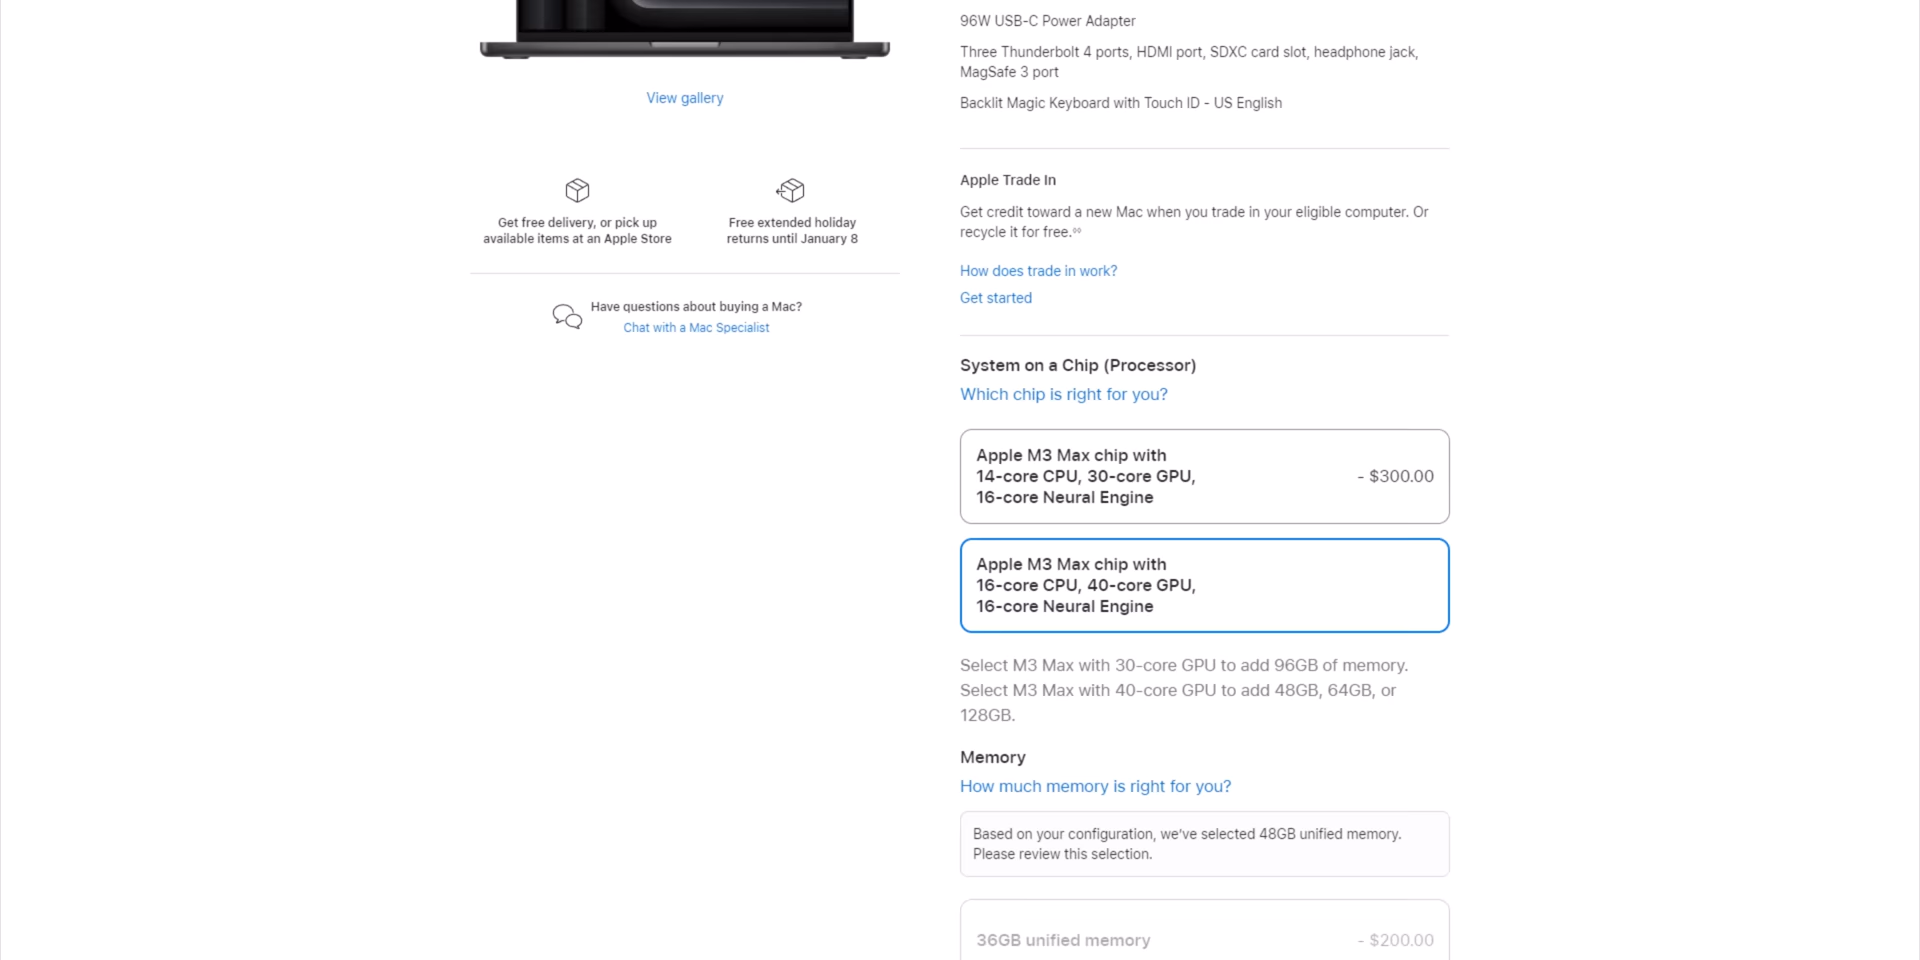 View gallery
Get free delivery, or pick up
available items at an Apple Store
Free extended holiday
returns until January 8
Have questions about buying a Mac?
Chat with a Mac Specialist
96W USB-C Power Adapter
Three Thunderbolt 4 ports, HDMI port, SDXC card slot, headphone jack,
MagSafe 3 port
Backlit Magic Keyboard with Touch ID - US English
Apple Trade In
Get credit toward a new Mac when you trade in your eligible computer. Or
recycle it for free.◊◊
How does trade in work?
Get started
System on a Chip (Processor)
Which chip is right for you?
Apple M3 Max chip with
14-core CPU, 30-core GPU,
16-core Neural Engine
- $300.00
Apple M3 Max chip with
16-core CPU, 40-core GPU,
16-core Neural Engine
Select M3 Max with 30-core GPU to add 96GB of memory.
Select M3 Max with 40-core GPU to add 48GB, 64GB, or
128GB.
Memory
How much memory is right for you?
Based on your configuration, we’ve selected 48GB unified memory.
Please review this selection.
36GB unified memory - $200.00